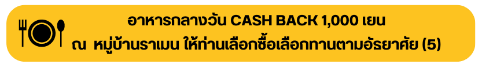 อาหารกลางวัน CASH BACK 1,000 เยน
ณ หมู่บ้านราเมน ให้ท่านเลือกซื้อเลือกทานตามอัธยาศัย (5)